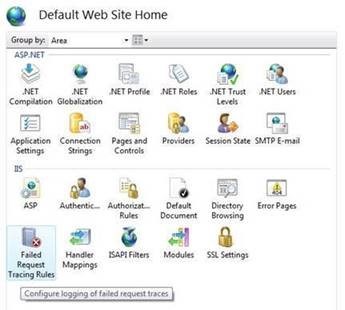 Default Web Site Home
Group by: Area
ASP.NET
.NET Compilation
.NET Globalization
.NET Profile
.NET Roles
.NET Trust Levels
.NET Users
Application Settings
Connection Strings
Pages and Controls
Providers
Session State
SMTP E-mail
IIS
ASP
Authentic...
Authorizat... Rules
Default Document
Directory Browsing
Error Pages
Failed Request Tracing Rules
Handler Mappings
ISAPI Filters
Modules
SSL Settings
Configure logging of failed request traces